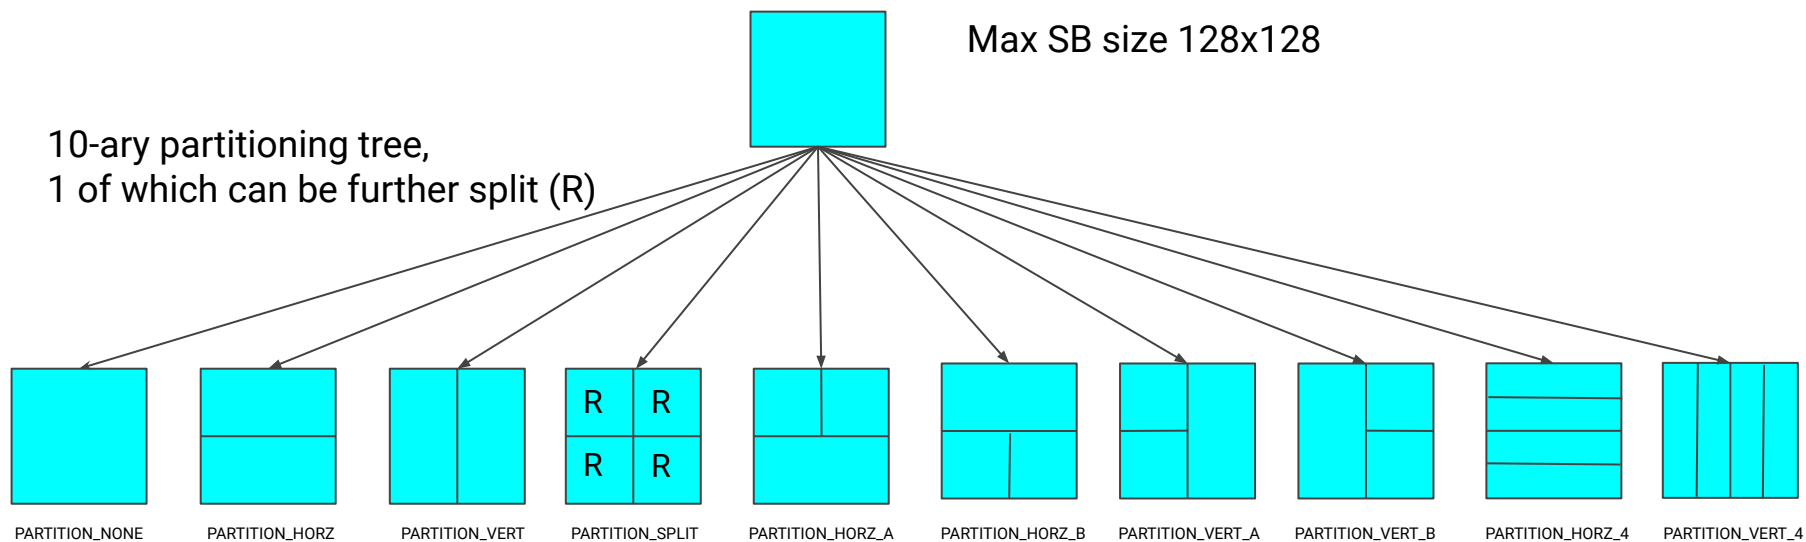 Max SB size 128x128
10-ary partitioning tree,
1 of which can be further split (R)
R R
R R
PARTITION_NONE PARTITION_HORZ PARTITION_VERT PARTITION_SPLIT PARTITION_HORZ_A PARTITION_HORZ_B PARTITION_VERT_A PARTITION_VERT_B PARTITION_HORZ_4 PARTITION_VERT_4